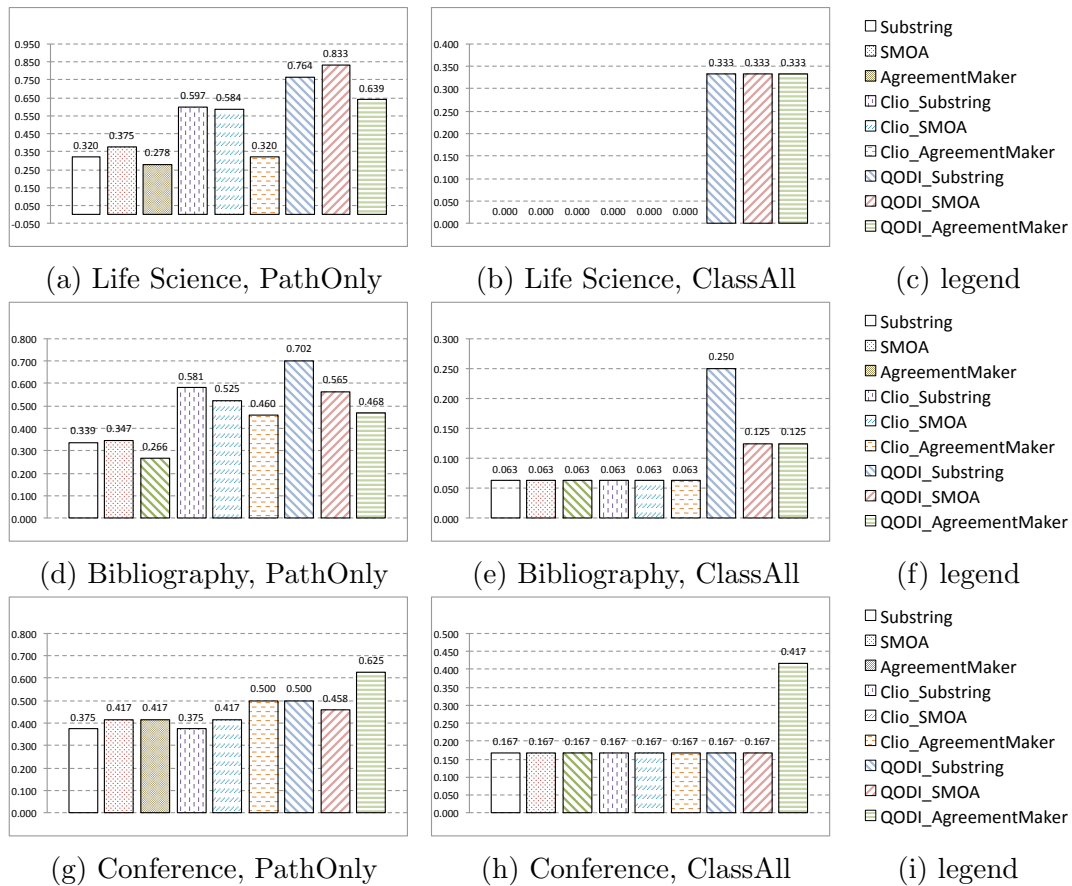 0.950
0.850
0.750
0.650
0.550
0.450
0.350
0.250
0.150
0.050
-0.050
0.320
0.375
0.278
0.597
0.584
0.320
0.764
0.833
0.639
(a) Life Science, PathOnly
0.400
0.350
0.300
0.250
0.200
0.150
0.100
0.050
0.000
0.000 0.000 0.000 0.000 0.000 0.000
0.333 0.333 0.333
(b) Life Science, ClassAll
Substring
SMOA
AgreementMaker
Clio_Substring
Clio_SMOA
Clio_AgreementMaker
QODI_Substring
QODI_SMOA
QODI_AgreementMaker
(c) legend
0.800
0.700
0.600
0.500
0.400
0.300
0.200
0.100
0.000
0.339
0.347
0.266
0.581
0.525
0.460
0.702
0.565
0.468
(d) Bibliography, PathOnly
0.300
0.250
0.200
0.150
0.100
0.050
0.000
0.063 0.063 0.063 0.063 0.063 0.063
0.250
0.125 0.125
(e) Bibliography, ClassAll
Substring
SMOA
AgreementMaker
Clio_Substring
Clio_SMOA
Clio_AgreementMaker
QODI_Substring
QODI_SMOA
QODI_AgreementMaker
(f) legend
0.800
0.700
0.600
0.500
0.400
0.300
0.200
0.100
0.000
0.375
0.417 0.417
0.375
0.417
0.500 0.500
0.458
0.625
(g) Conference, PathOnly
0.500
0.450
0.400
0.350
0.300
0.250
0.200
0.150
0.100
0.050
0.000
0.167 0.167 0.167 0.167 0.167 0.167 0.167 0.167
0.417
(h) Conference, ClassAll
Substring
SMOA
AgreementMaker
Clio_Substring
Clio_SMOA
Clio_AgreementMaker
QODI_Substring
QODI_SMOA
QODI_AgreementMaker
(i) legend